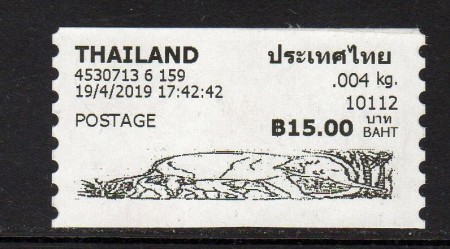 THAILAND ประเทศไทย
4530713 6 159 .004 kg.
19/4/2019 17:42:42 10112
POSTAGE ฿15.00 บาท BAHT